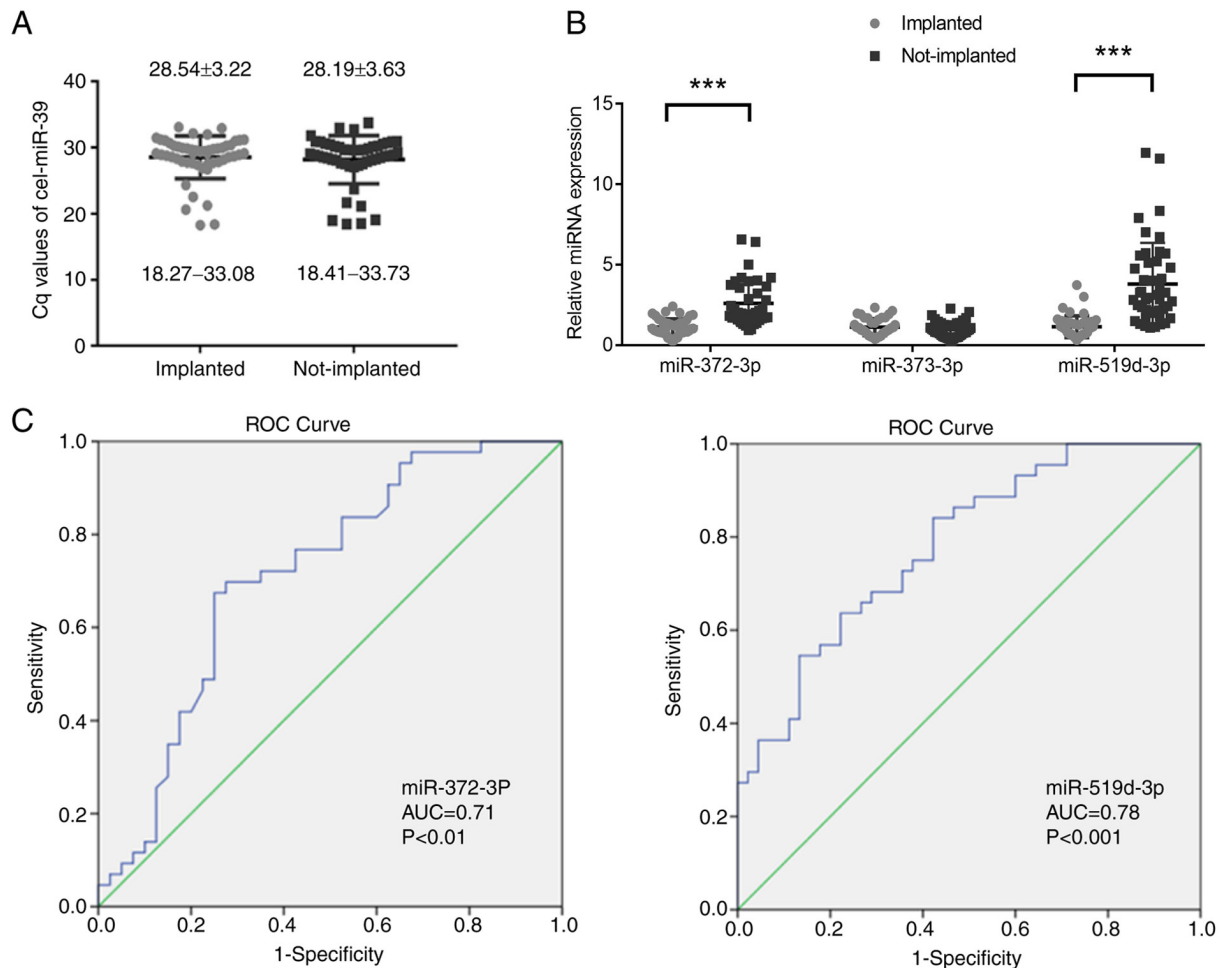 A
28.54±3.22
28.19±3.63
Cq values of cel-miR-39
40
30
20
10
0
18.27–33.08
18.41–33.73
Implanted
Not-implanted
B
Implanted
Not-implanted
***
***
Relative miRNA expression
15
10
5
0
miR-372-3p
miR-373-3p
miR-519d-3p
C
ROC Curve
Sensitivity
1.0
0.8
0.6
0.4
0.2
0.0
miR-372-3P
AUC=0.71
P<0.01
0.0
0.2
0.4
0.6
0.8
1.0
1-Specificity
ROC Curve
Sensitivity
1.0
0.8
0.6
0.4
0.2
0.0
miR-519d-3p
AUC=0.78
P<0.001
0.0
0.2
0.4
0.6
0.8
1.0
1-Specificity